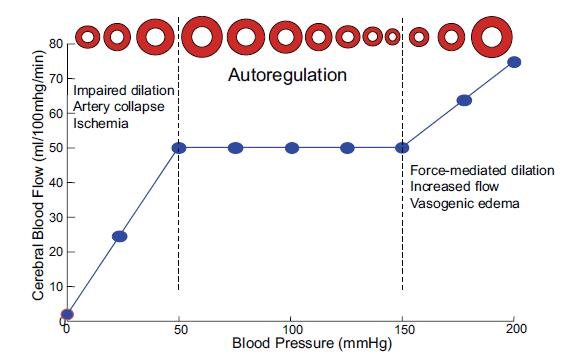 80
70
60
50
40
30
20
10
0
Cerebral Blood Flow (ml/100mhg/min)
Autoregulation
Impaired dilation
Artery collapse
Ischemia
Force-mediated dilation
Increased flow
Vasogenic edema
0 50 100 150 200
Blood Pressure (mmHg)